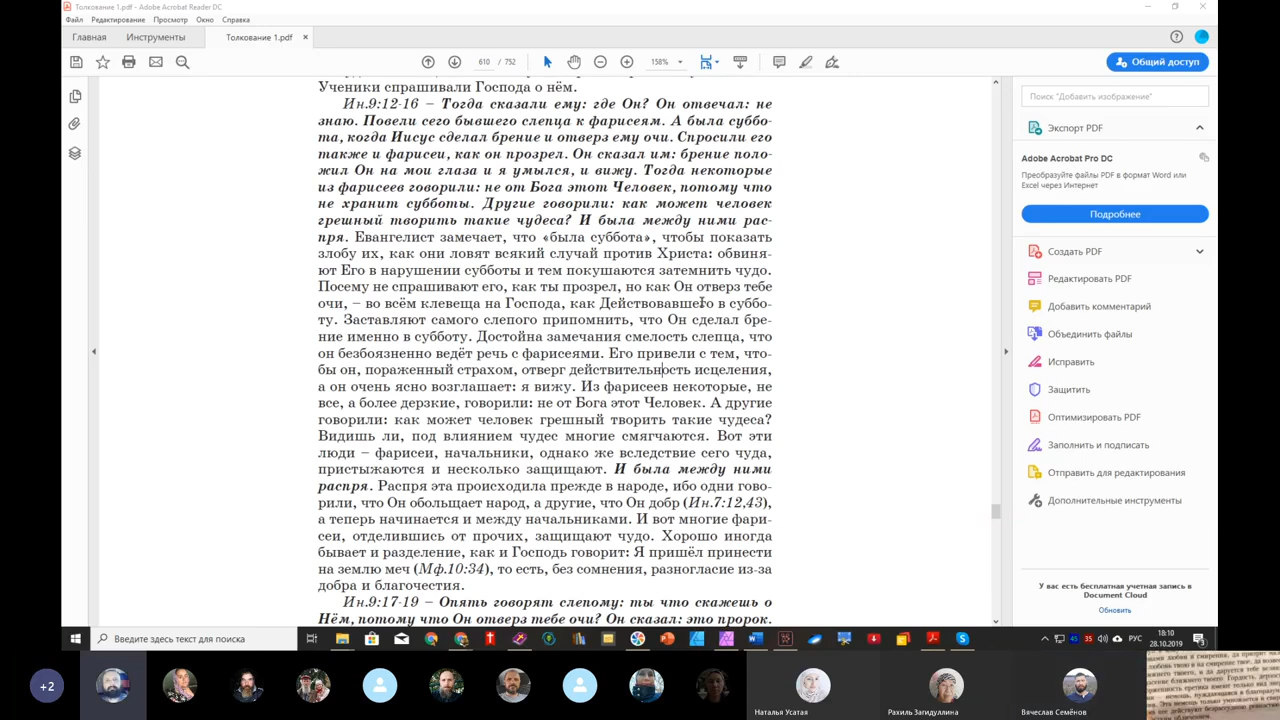 Толкование 1.pdf - Adobe Acrobat Reader DC
Файл Редактирование Просмотр Окно Справка
Главная Инструменты Толкование 1.pdf ×
610 / 752 158% Общий доступ
Ученики спрашивали Господа о нём.
не
знаю. Повели сего бывшего слепца к фарисеям. А была суббо-
та, когда Иисус сделал брение и отверз ему очи. Спросили его
также и фарисеи, как он прозрел. Он сказал им: брение поло-
жил Он на мои глаза и я умылся, и вижу. Тогда некоторые
из фарисеев говорили: не от Бога этот Человек, потому что
не хранит субботы. Другие говорили: как может человек
грешный творить такие чудеса? И была между ними рас-
пря. Евангелист замечает, что «была суббота», чтобы показать
злобу их, как они ловят всякий случай против Христа: обвиня-
ют Его в нарушении субботы и тем покушаются затемнить чудо.
Посему спрашивают его, как ты прозрел, но как Он отверз тебе
очи, – во всём клевеща на Господа, как Действовавшего в суббо-
ту. Заставляют самого слепого припомнить, что Он сделал бре-
ние именно в субботу. Достойна замечания смелость слепца, что
он безбоязненно ведёт речь с фарисеями. Его привели с тем, что-
бы он, поражённый страхом, отверг действительность исцеления,
а он очень ясно возглашает: я вижу. Из фарисеев некоторые, не
все, а более дерзкие, говорили: не от Бога этот Человек. А другие
говорили: как может человек грешный творить такие чудеса?
Видишь ли, под влиянием чудес многие смягчаются. Вот эти
люди – фарисеи и начальники, однако же вследствие сего чуда,
пристыжаются и несколько защищают. И была между ними
распря. Распря эта происходила прежде в народе, ибо одни гово-
рили, что Он обольщает народ, а другие, что Он добр (Ин.7:12,43),
а теперь начинается и между начальниками. И вот многие фари-
сеи, отделившись от прочих, защищают чудо. Хорошо иногда
бывает и разделение, как и Господь говорит: Я пришёл принести
на землю меч (Мф.10:34), то есть, без сомнения, разногласие из-за
добра и благочестия.
Ин.9:17-19 – Опять говорят слепому: ты что скажешь о
Нём, потому что Он отверз тебе очи? Он сказал: это пророк.
Поиск "Добавить изображение"
Экспорт PDF
Adobe Acrobat Pro DC
Преобразуйте файлы PDF в формат Word или
Excel через Интернет
Подробнее
Создать PDF
Редактировать PDF
Добавить комментарий
Объединить файлы
Исправить
Защитить
Оптимизировать PDF
Заполнить и подписать
Отправить для редактирования
Дополнительные инструменты
У вас есть бесплатная учетная запись в
Document Cloud
Обновить
Введите здесь текст для поиска
45 35 РУС 18:10
28.10.2019
+2 Наталья Усатая Рахиль Загидуллина Вячеслав Семёнов